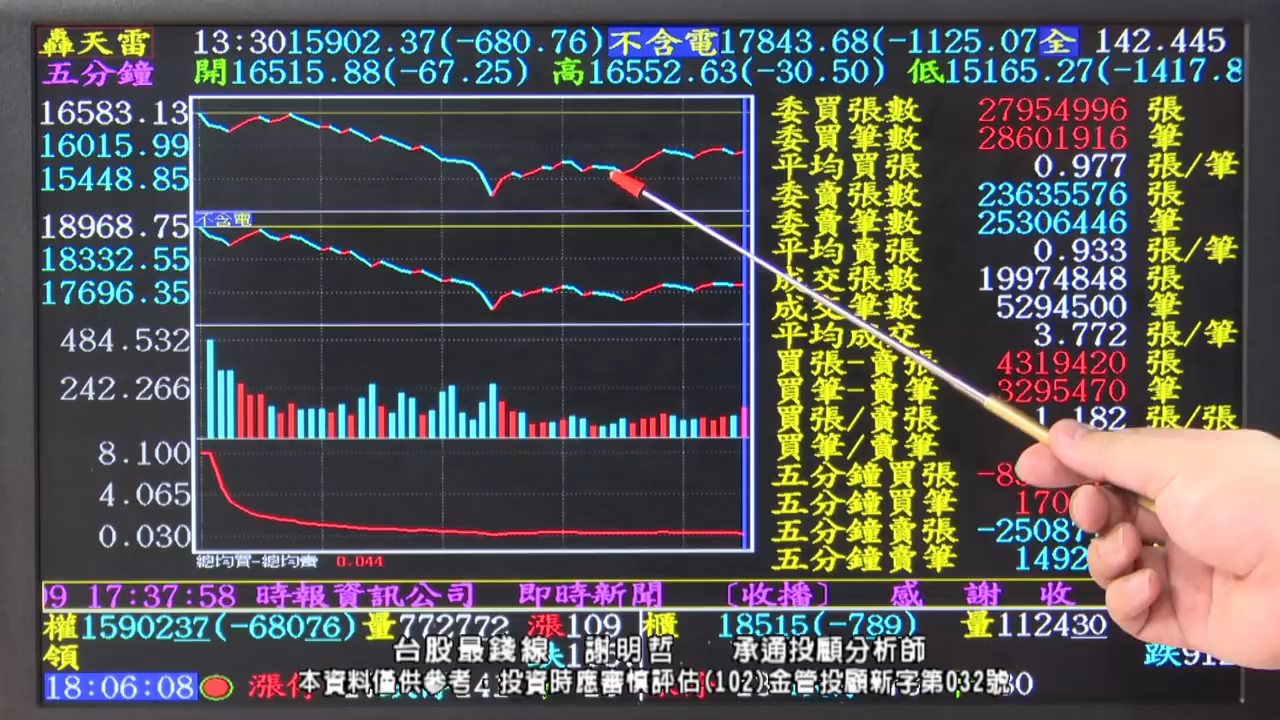 轟天雷 13:30 15902.37(-680.76) 不含電 17843.68(-1125.07 全 142.445
五分鐘 開16515.88(-67.25) 高16552.63(-30.50) 低15165.27(-1417.8
16583.13
16015.99
15448.85
不含電
18968.75
18332.55
17696.35
484.532
242.266
8.100
4.065
0.030
總均買-總均賣 0.044
委買張數 27954996 張
委買筆數 28601916 筆
平均買張 0.977 張/筆
委賣張數 23635576 張
委賣筆數 25306446 筆
平均賣張 0.933 張/筆
成交張數 19974848 張
成交筆數 5294500 筆
平均成交 3.772 張/筆
買張-賣張 4319420 張
買筆-賣筆 3295470 筆
買張/賣張 1.182 張/張
買筆/賣筆
五分鐘買張
五分鐘買筆 170
五分鐘賣張 -2508
五分鐘賣筆 1492
9 17:37:58 時報資訊公司 即時新聞 〔收播〕 感 謝 收
權1590237(-68076) 量772772 漲109 櫃 18515(-789) 量11243​0
領 跌 跌912
台股最錢線 謝明哲 承通投顧分析師
18:06:08 漲停
本資料僅供參考，投資時應審慎評估(102)金管投顧新字第032號